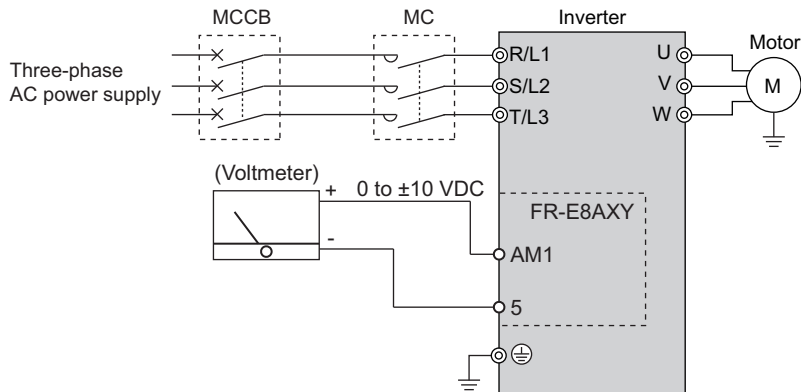 MCCB
MC
Inverter
Three-phase
AC power supply
R/L1
S/L2
T/L3
U
V
W
Motor
M
(Voltmeter)
+
0 to ±10 VDC
-
FR-E8AXY
AM1
5